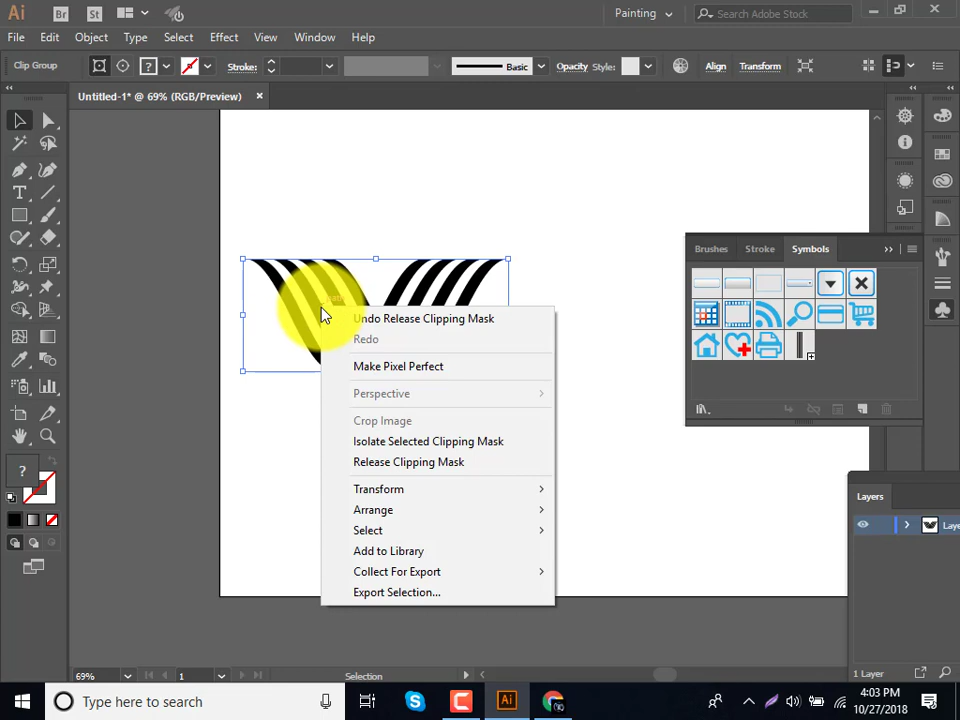 Ai
Br
St
Painting
Search Adobe Stock
File
Edit
Object
Type
Select
Effect
View
Window
Help
Clip Group
?
Stroke:
Basic
Opacity
Style:
Align
Transform
Untitled-1* @ 69% (RGB/Preview)
Brushes
Stroke
Symbols
Undo Release Clipping Mask
Redo
Make Pixel Perfect
Perspective
Crop Image
Isolate Selected Clipping Mask
Release Clipping Mask
Transform
Arrange
Select
Add to Library
Collect For Export
Export Selection...
?
Layers
Laye
69%
1
Selection
1 Layer
Type here to search
Ai
4:03 PM
10/27/2018